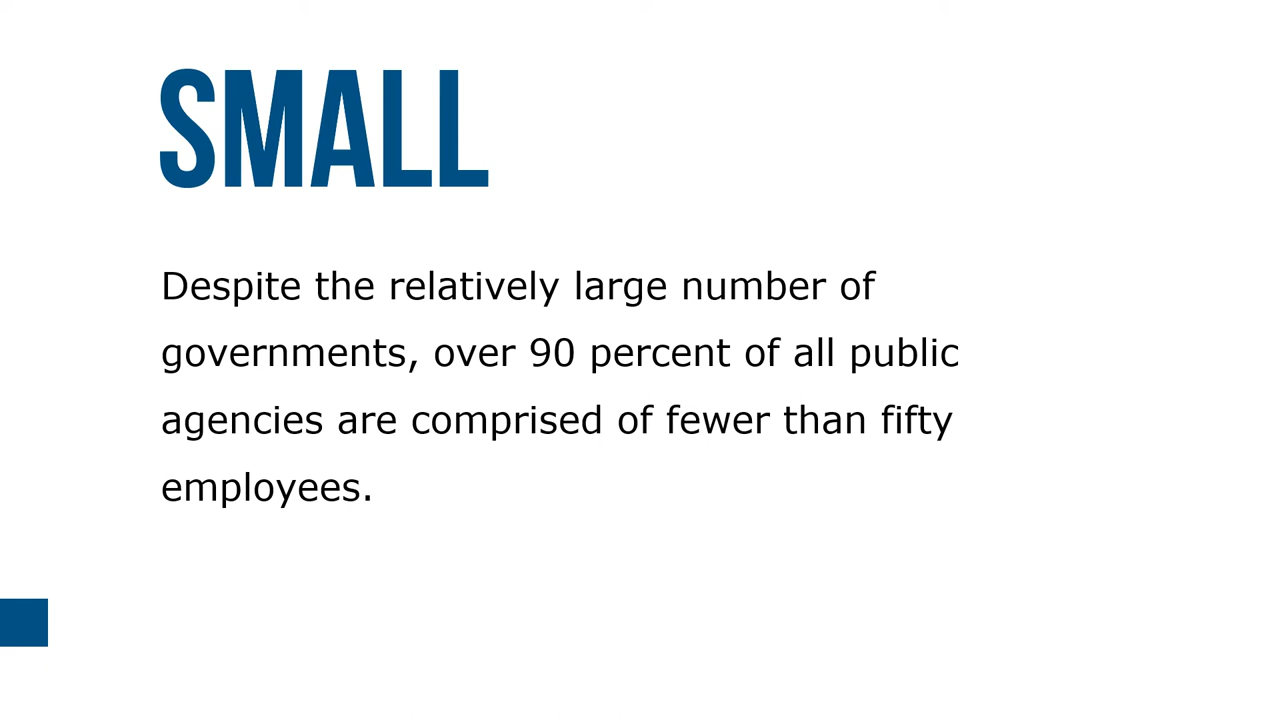 SMALL
Despite the relatively large number of
governments, over 90 percent of all public
agencies are comprised of fewer than fifty
employees.